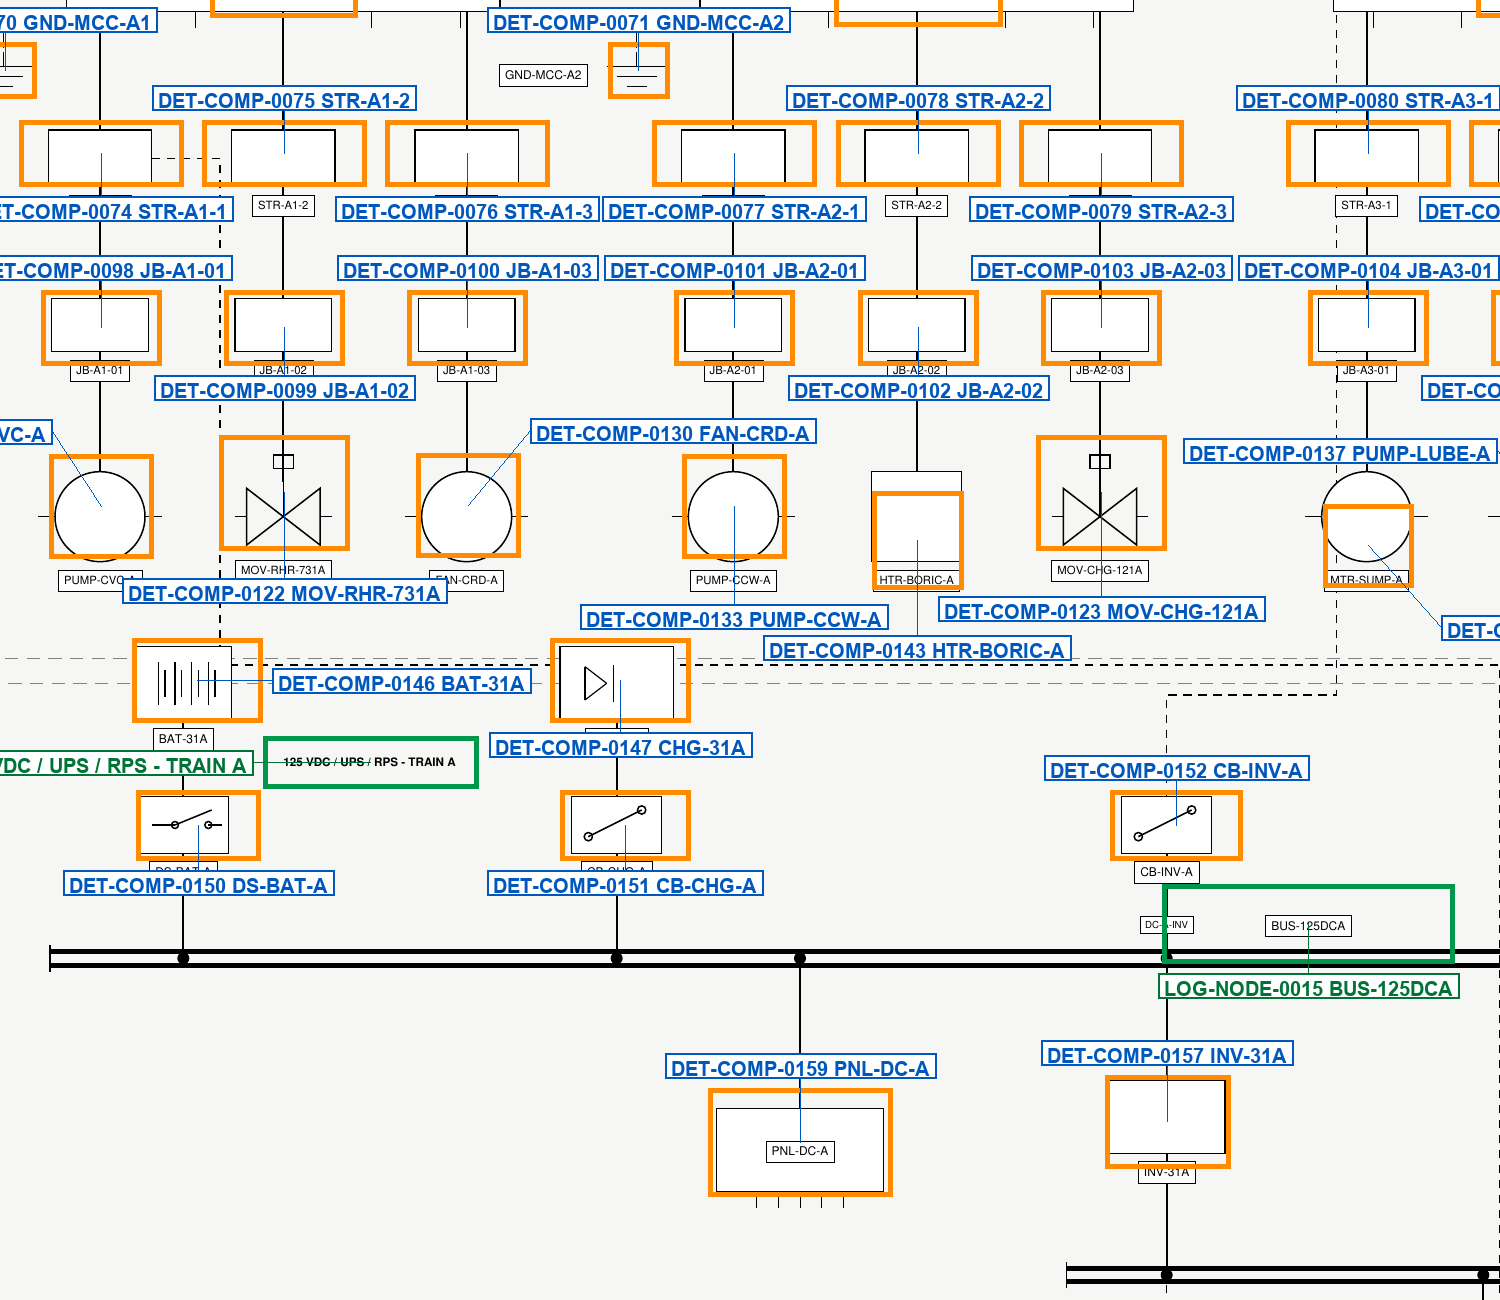 70 GND-MCC-A1
DET-COMP-0071 GND-MCC-A2
GND-MCC-A2
DET-COMP-0075 STR-A1-2
DET-COMP-0078 STR-A2-2
DET-COMP-0080 STR-A3-1
STR-A1-2
STR-A2-2
STR-A3-1
ET-COMP-0074 STR-A1-1
DET-COMP-0076 STR-A1-3
DET-COMP-0077 STR-A2-1
DET-COMP-0079 STR-A2-3
DET-CO
ET-COMP-0098 JB-A1-01
DET-COMP-0100 JB-A1-03
DET-COMP-0101 JB-A2-01
DET-COMP-0103 JB-A2-03
DET-COMP-0104 JB-A3-01
JB-A1-01
JB-A1-02
JB-A1-03
JB-A2-01
JB-A2-02
JB-A2-03
JB-A3-01
DET-COMP-0099 JB-A1-02
DET-COMP-0102 JB-A2-02
DET-CO
VC-A
DET-COMP-0130 FAN-CRD-A
DET-COMP-0137 PUMP-LUBE-A
PUMP-CVC-A
MOV-RHR-731A
FAN-CRD-A
PUMP-CCW-A
HTR-BORIC-A
MOV-CHG-121A
MTR-SUMP-A
DET-COMP-0122 MOV-RHR-731A
DET-COMP-0133 PUMP-CCW-A
DET-COMP-0123 MOV-CHG-121A
DET-C
DET-COMP-0143 HTR-BORIC-A
DET-COMP-0146 BAT-31A
BAT-31A
DET-COMP-0147 CHG-31A
VDC / UPS / RPS - TRAIN A
125 VDC / UPS / RPS - TRAIN A
DET-COMP-0152 CB-INV-A
DS-BAT-A
CB-CHG-A
CB-INV-A
DET-COMP-0150 DS-BAT-A
DET-COMP-0151 CB-CHG-A
DC-A-INV
BUS-125DCA
LOG-NODE-0015 BUS-125DCA
DET-COMP-0159 PNL-DC-A
DET-COMP-0157 INV-31A
PNL-DC-A
INV-31A